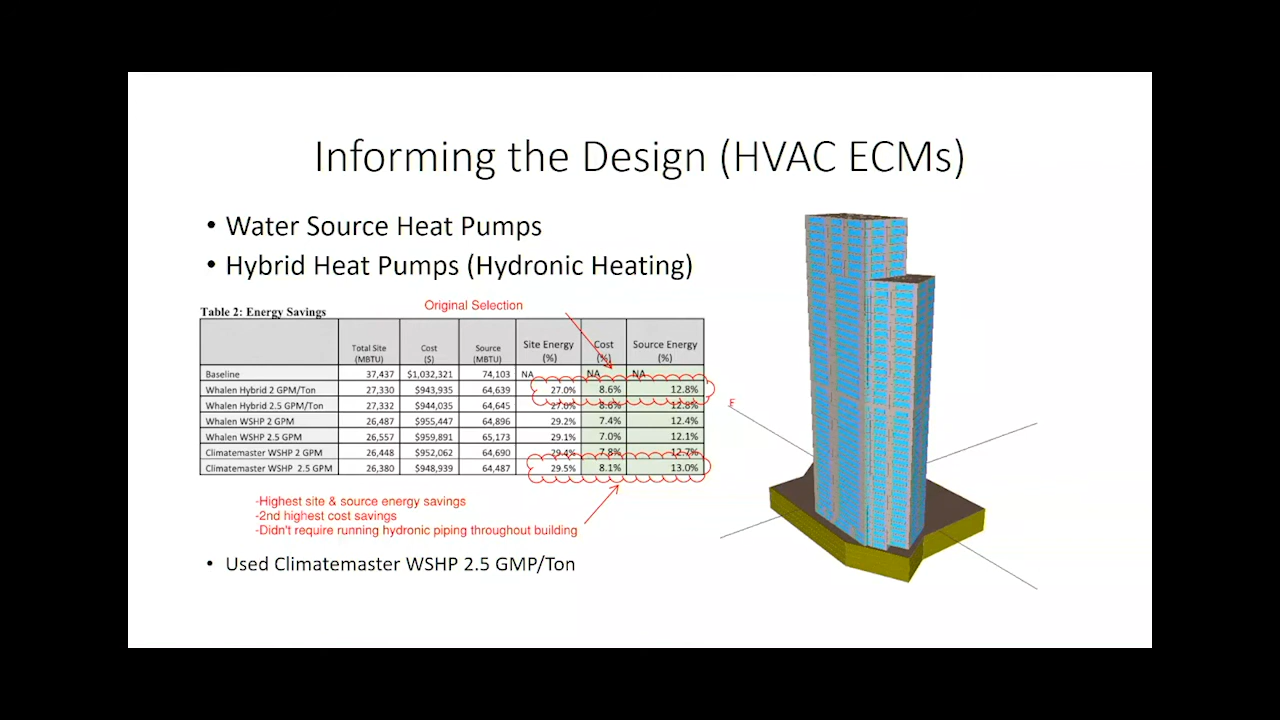 Informing the Design (HVAC ECMs)
• Water Source Heat Pumps
• Hybrid Heat Pumps (Hydronic Heating)
Original Selection
Table 2: Energy Savings
Total Site (MBTU) Cost ($) Source (MBTU) Site Energy (%) Cost (%) Source Energy (%)
Baseline 37,437 $1,032,321 74,103 NA NA NA
Whalen Hybrid 2 GPM/Ton 27,330 $943,935 64,639 27.0% 8.6% 12.8%
Whalen Hybrid 2.5 GPM/Ton 27,332 $944,035 64,645 27.0% 8.6% 12.8%
Whalen WSHP 2 GPM 26,487 $955,447 64,896 29.2% 7.4% 12.4%
Whalen WSHP 2.5 GPM 26,557 $959,891 65,173 29.1% 7.0% 12.1%
Climatemaster WSHP 2 GPM 26,448 $952,062 64,690 29.4% 7.8% 12.7%
Climatemaster WSHP 2.5 GPM 26,380 $948,939 64,487 29.5% 8.1% 13.0%
-Highest site & source energy savings
-2nd highest cost savings
-Didn't require running hydronic piping throughout building
• Used Climatemaster WSHP 2.5 GMP/Ton